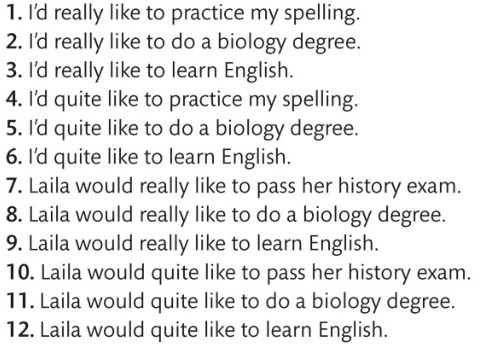 1. I'd really like to practice my spelling.
2. I'd really like to do a biology degree.
3. I'd really like to learn English.
4. I'd quite like to practice my spelling.
5. I'd quite like to do a biology degree.
6. I'd quite like to learn English.
7. Laila would really like to pass her history exam.
8. Laila would really like to do a biology degree.
9. Laila would really like to learn English.
10. Laila would quite like to pass her history exam.
11. Laila would quite like to do a biology degree.
12. Laila would quite like to learn English.